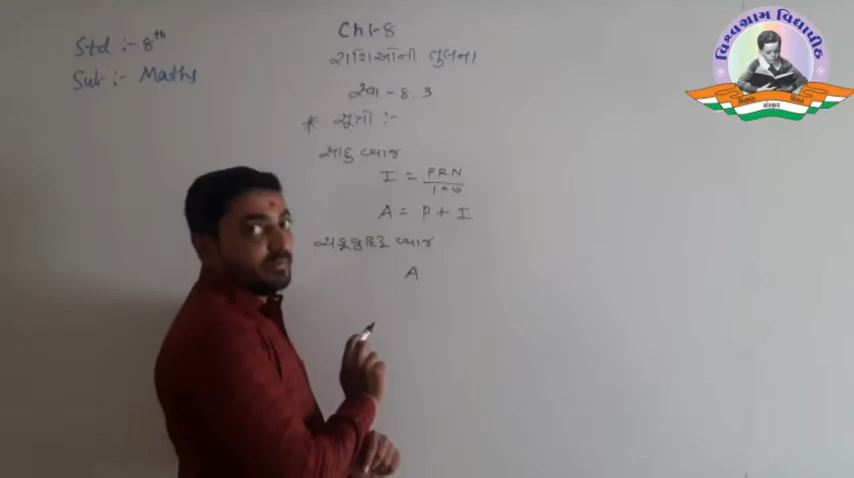 Std :- 8th
Sub :- Maths
Ch :- 8
રાશિઓની તુલના
સ્વા - 8.3
* સૂત્રો :-
સાદુ વ્યાજ
I = PRN
100
A = P + I
ચક્રવૃદ્ધિ વ્યાજ
A
વિશ્વગ્રામ વિદ્યાપીઠ